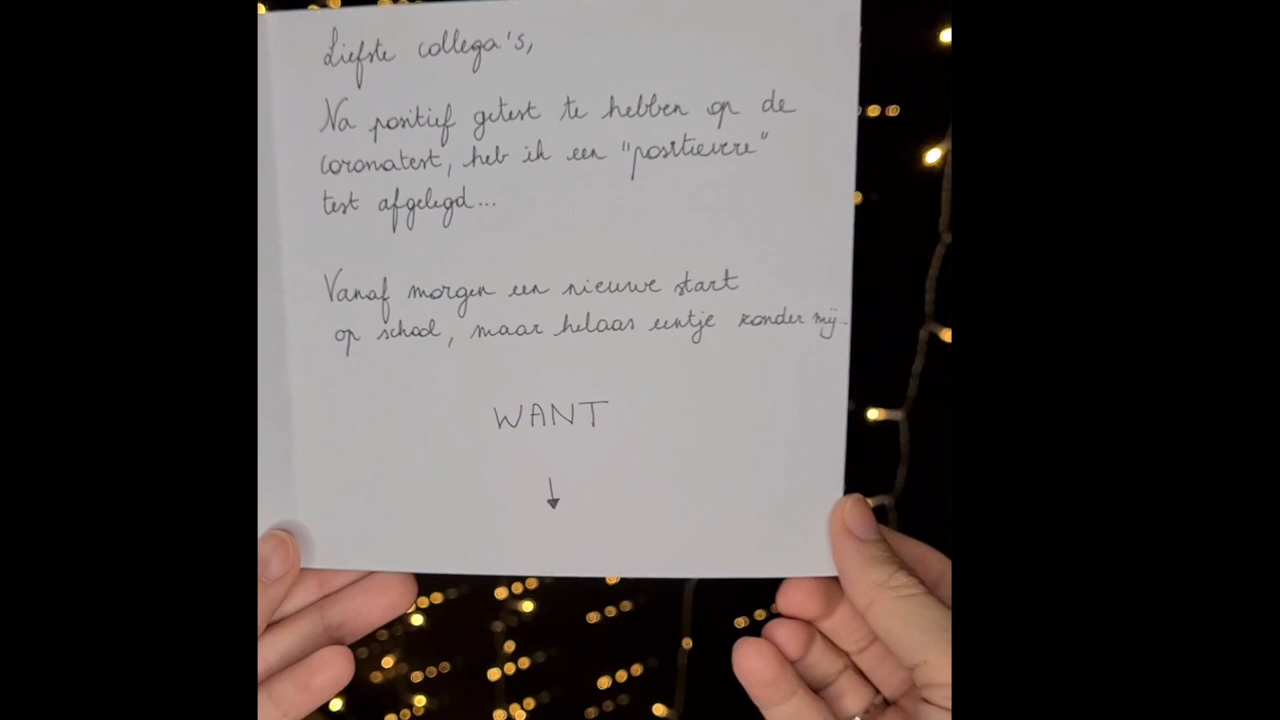 Liefste collega's,
Na positief getest te hebben op de
coronatest, heb ik een "positievere"
test afgelegd...
Vanaf morgen een nieuwe start
op school, maar helaas eentje zonder mij.
WANT
↓